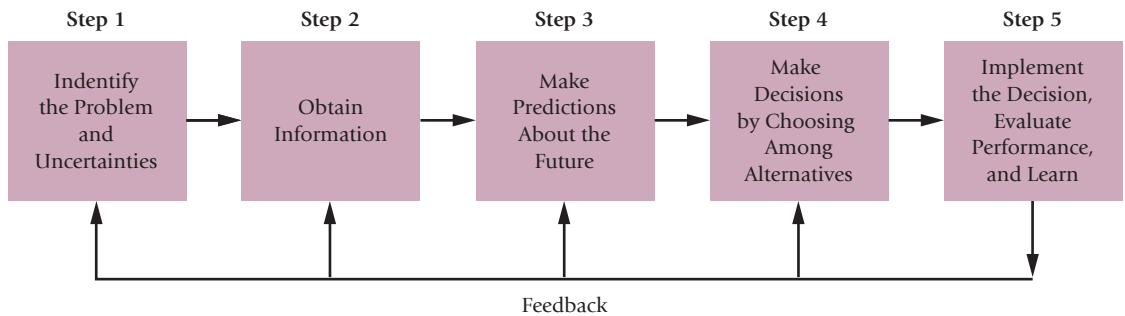 Step 1
Step 2
Step 3
Step 4
Step 5
Indentify
the Problem
and
Uncertainties
Obtain
Information
Make
Predictions
About the
Future
Make
Decisions
by Choosing
Among
Alternatives
Implement
the Decision,
Evaluate
Performance,
and Learn
Feedback